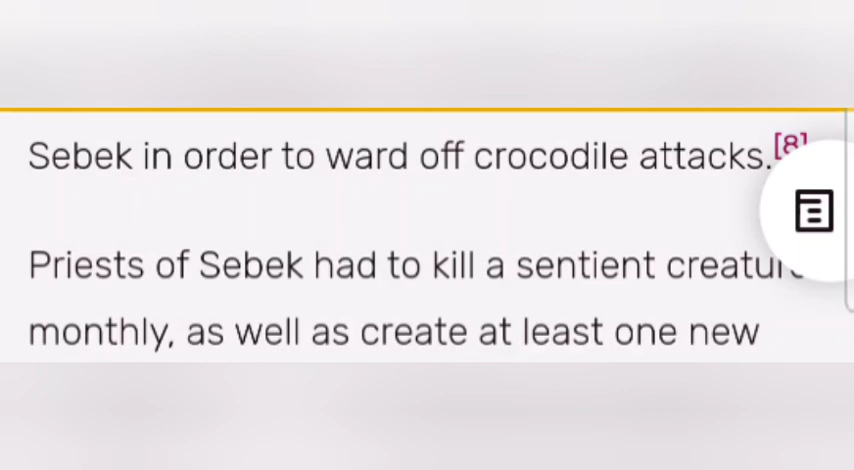 Sebek in order to ward off crocodile attacks.[8]
Priests of Sebek had to kill a sentient creature
monthly, as well as create at least one new